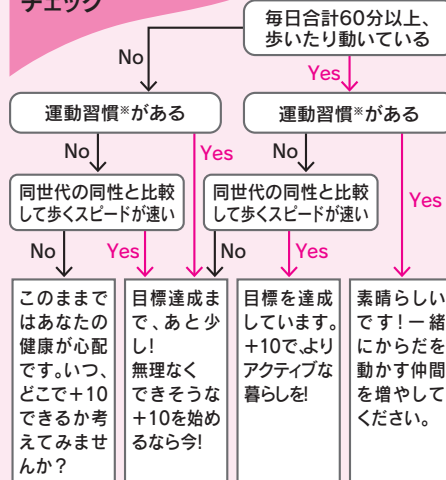 チェック
毎日合計60分以上、
歩いたり動いている
No
Yes
運動習慣※がある
運動習慣※がある
No
Yes
No
Yes
同世代の同性と比較
して歩くスピードが速い
同世代の同性と比較
して歩くスピードが速い
No
Yes
No
Yes
このままで
はあなたの
健康が心配
です。いつ、
どこで+10
できるか考
えてみませ
んか？
目標達成ま
で、あと少
し!
無理なく
できそうな
+10を始め
るなら今!
目標を達成
しています。
+10で、より
アクティブな
暮らしを!
素晴らしい
です!一緒
にからだを
動かす仲間
を増やして
ください。